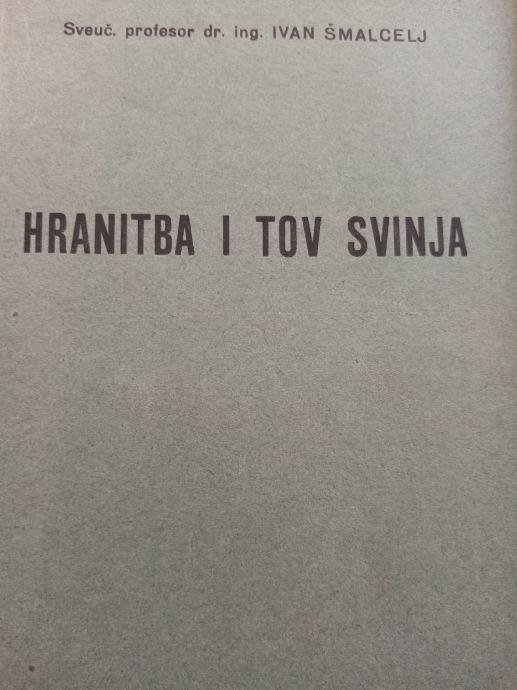 Sveuč. profesor dr. ing. IVAN ŠMALCELJ
HRANITBA I TOV SVINJA